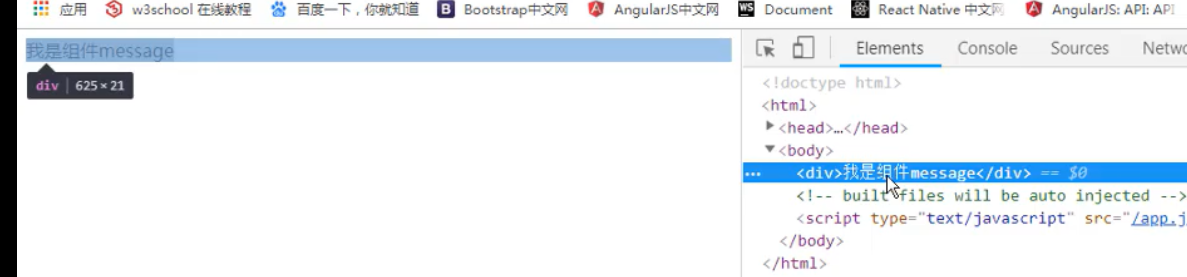 应用 w3school 在线教程 百度一下,你就知道 Bootstrap中文网 AngularJS中文网 Document React Native 中文网 AngularJS: API: API
我是组件message
div 625 × 21
Elements Console Sources Netwo
<!doctype html>
<html>
<head>…</head>
<body>
<div>我是组件message</div> == $0
<!-- built files will be auto injected -->
<script type="text/javascript" src="/app.j
</body>
</html>